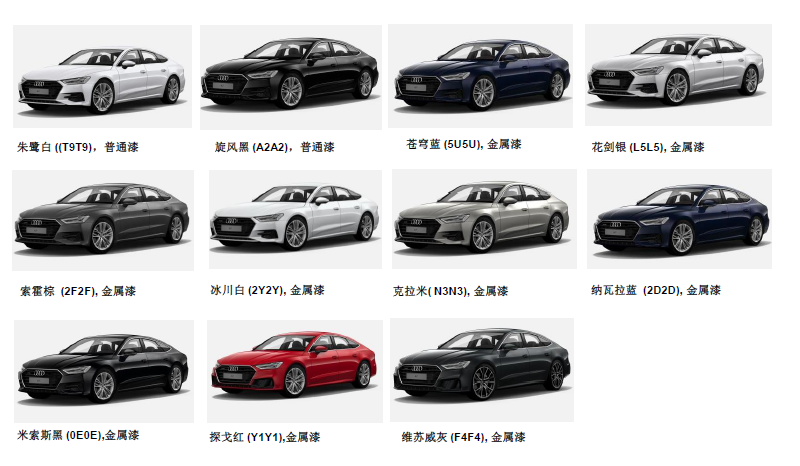 朱鹭白 ((T9T9)，普通漆
旋风黑 (A2A2)，普通漆
苍穹蓝 (5U5U), 金属漆
花剑银 (L5L5), 金属漆
索霍棕 (2F2F), 金属漆
冰川白 (2Y2Y), 金属漆
克拉米( N3N3), 金属漆
纳瓦拉蓝 (2D2D), 金属漆
米索斯黑 (0E0E),金属漆
探戈红 (Y1Y1),金属漆
维苏威灰 (F4F4), 金属漆